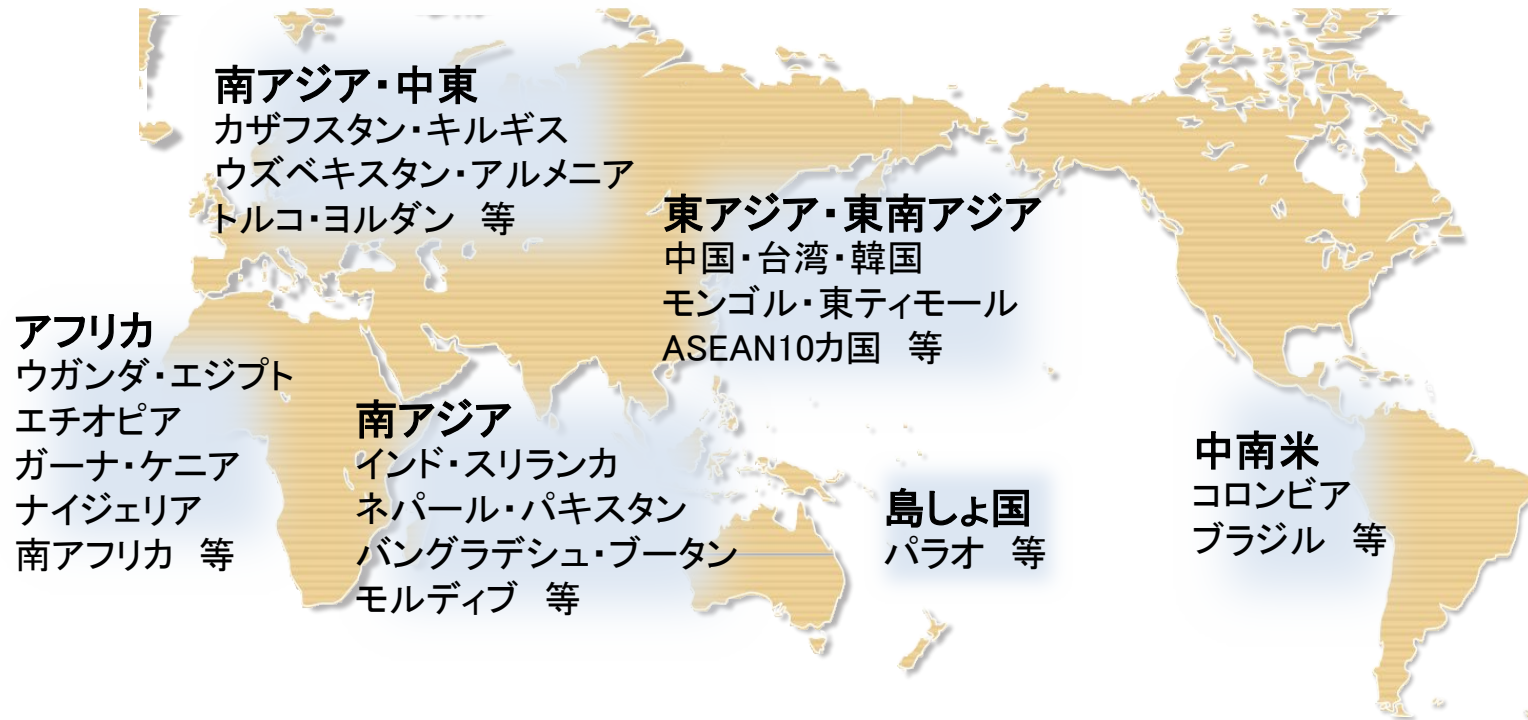 南アジア・中東
カザフスタン・キルギス
ウズベキスタン・アルメニア
トルコ・ヨルダン　等
東アジア・東南アジア
中国・台湾・韓国
モンゴル・東ティモール
ASEAN10カ国　等
アフリカ
ウガンダ・エジプト
エチオピア
ガーナ・ケニア
ナイジェリア
南アフリカ　等
南アジア
インド・スリランカ
ネパール・パキスタン
バングラデシュ・ブータン
モルディブ　等
島しょ国
パラオ　等
中南米
コロンビア
ブラジル　等